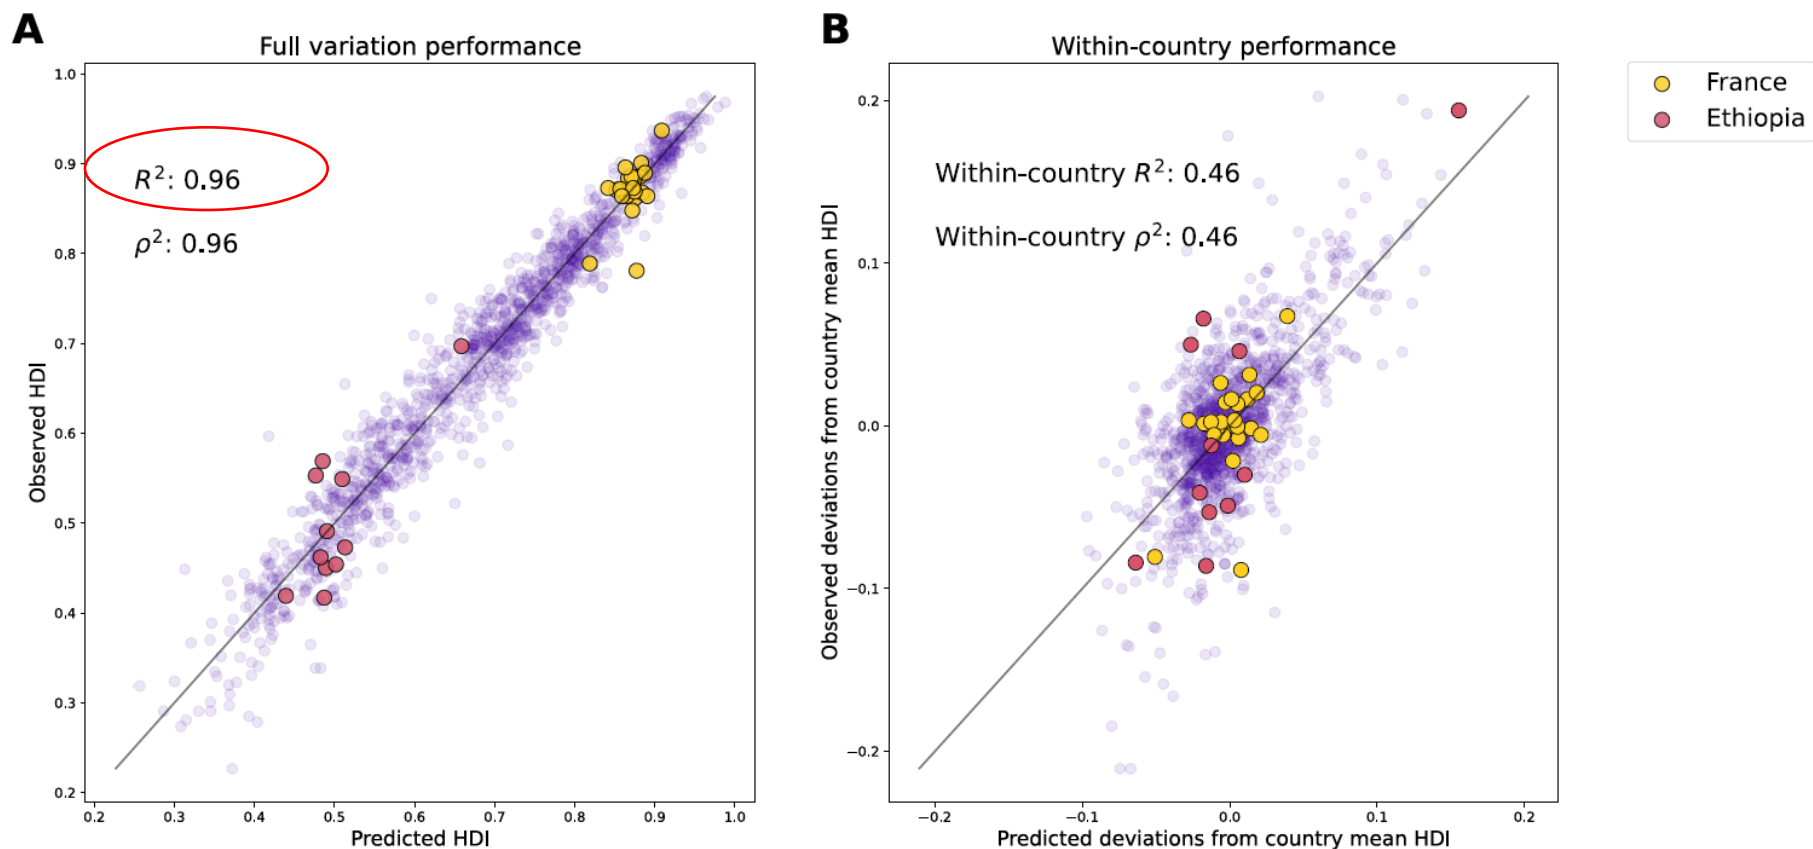 A
Full variation performance
R²: 0.96
ρ²: 0.96
Observed HDI
1.0
0.9
0.8
0.7
0.6
0.5
0.4
0.3
0.2
0.2 0.3 0.4 0.5 0.6 0.7 0.8 0.9 1.0
Predicted HDI
B
Within-country performance
Within-country R²: 0.46
Within-country ρ²: 0.46
Observed deviations from country mean HDI
0.2
0.1
0.0
−0.1
−0.2
−0.2 −0.1 0.0 0.1 0.2
Predicted deviations from country mean HDI
France
Ethiopia